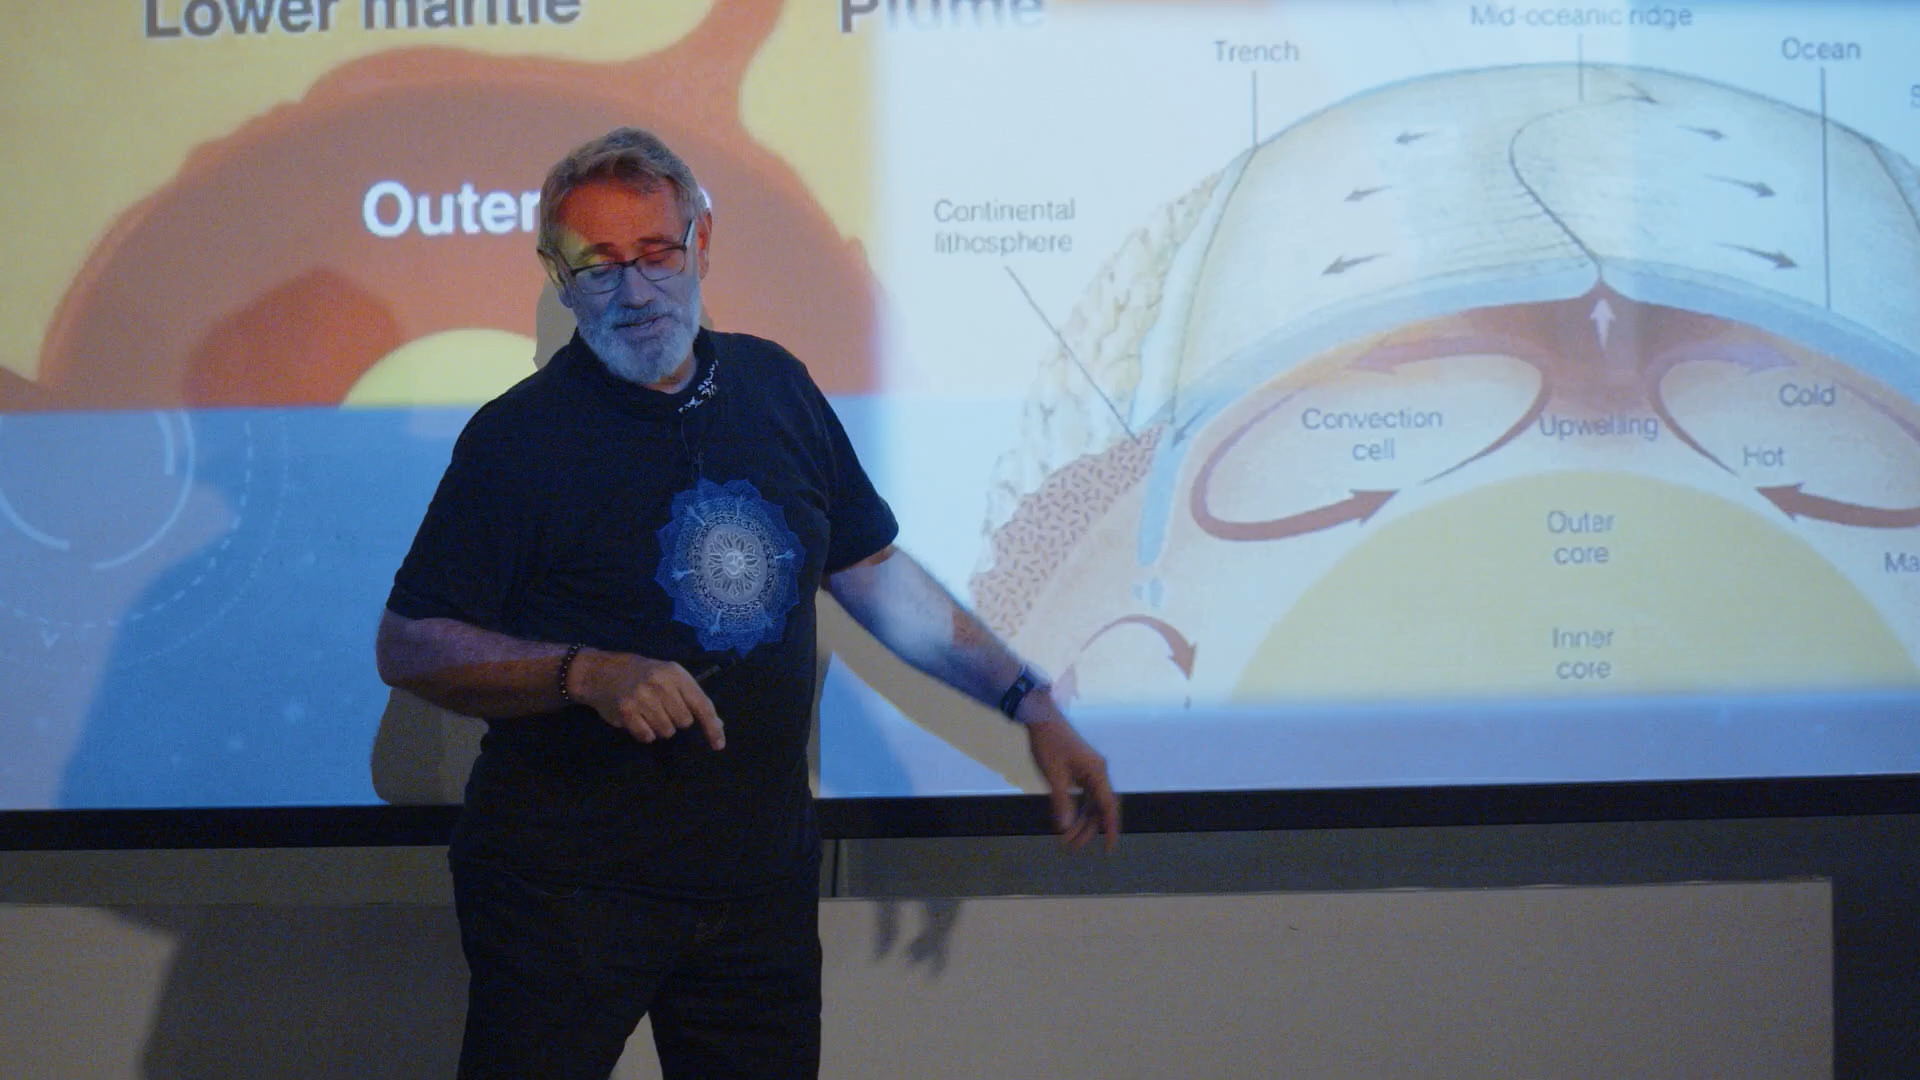 Lower mantle
Plume
Outer
Mid-oceanic ridge
Trench
Ocean
Continental
lithosphere
Cold
Convection
cell
Upwelling
Hot
Outer
core
Inner
core